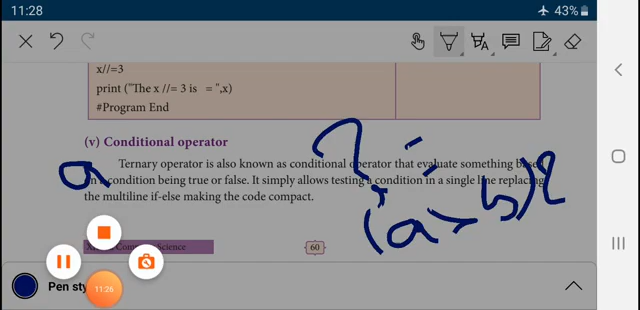 11:28
43%
x//=3
print ("The x //= 3 is = ",x)
#Program End
(v) Conditional operator
? :
Ternary operator is also known as conditional operator that evaluate something based
a
on a condition being true or false. It simply allows testing a condition in a single line replacing
the multiline if-else making the code compact.
(a>b)?
Computer Science
60
Pen
11:26